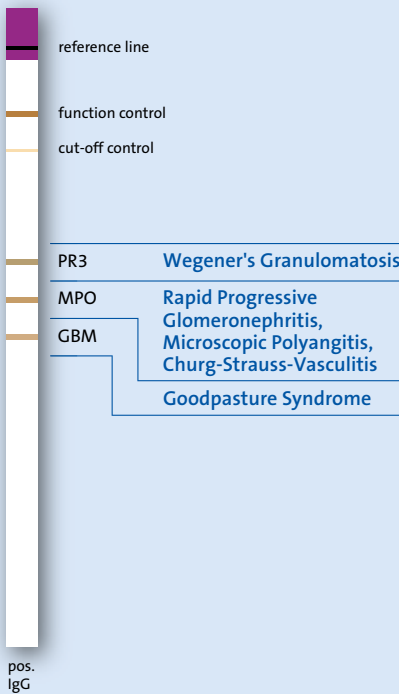 reference line
function control
cut-off control
PR3
Wegener's Granulomatosis
MPO
Rapid Progressive
Glomeronephritis,
Microscopic Polyangitis,
Churg-Strauss-Vasculitis
GBM
Goodpasture Syndrome
pos.
IgG